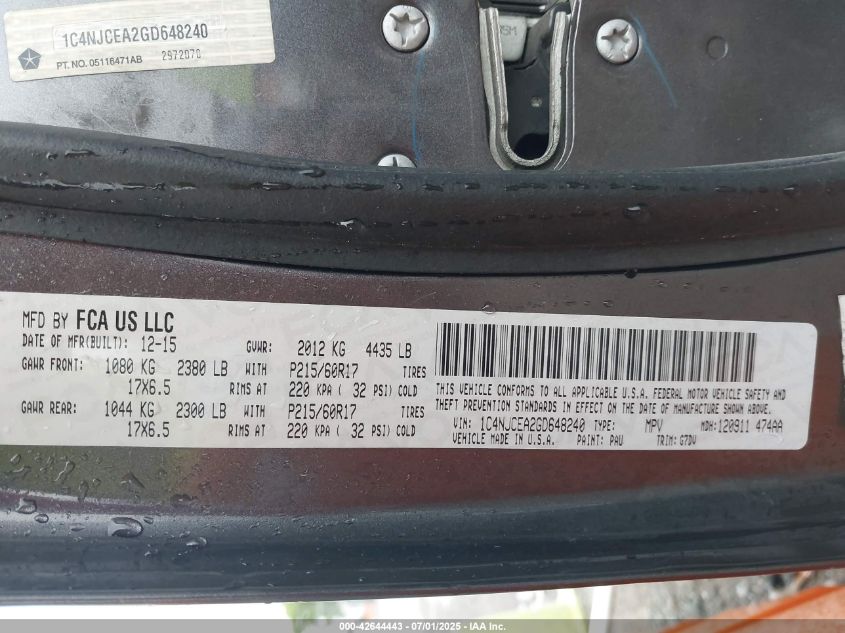 1C4NJCEA2GD648240
PT. NO. 05116471AB 2972070
MFD BY FCA US LLC
DATE OF MFR(BUILT): 12-15 GVWR: 2012 KG 4435 LB
GAWR FRONT: 1080 KG 2380 LB WITH P215/60R17 TIRES
17X6.5 RIMS AT 220 KPA ( 32 PSI) COLD
GAWR REAR: 1044 KG 2300 LB WITH P215/60R17 TIRES
17X6.5 RIMS AT 220 KPA ( 32 PSI) COLD
THIS VEHICLE CONFORMS TO ALL APPLICABLE U.S.A. FEDERAL MOTOR VEHICLE SAFETY AND
THEFT PREVENTION STANDARDS IN EFFECT ON THE DATE OF MANUFACTURE SHOWN ABOVE.
VIN: 1C4NJCEA2GD648240 TYPE: MPV MDH:120911 474AA
VEHICLE MADE IN U.S.A. PAINT: PAU TRIM: G7DV
000-42644443 - 07/01/2025 - IAA Inc.